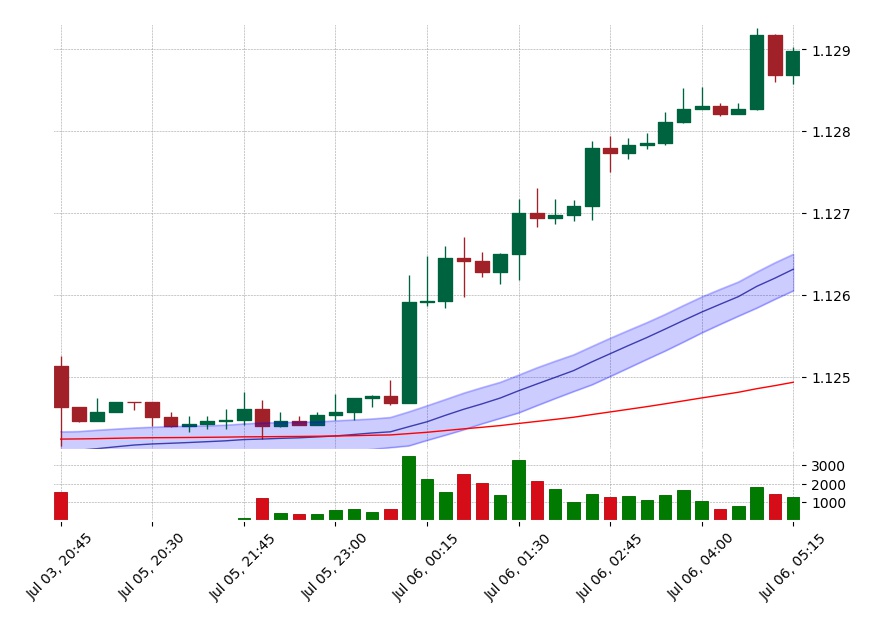 1.129
1.128
1.127
1.126
1.125
3000
2000
1000
Jul 03, 20:45
Jul 05, 20:30
Jul 05, 21:45
Jul 05, 23:00
Jul 06, 00:15
Jul 06, 01:30
Jul 06, 02:45
Jul 06, 04:00
Jul 06, 05:15